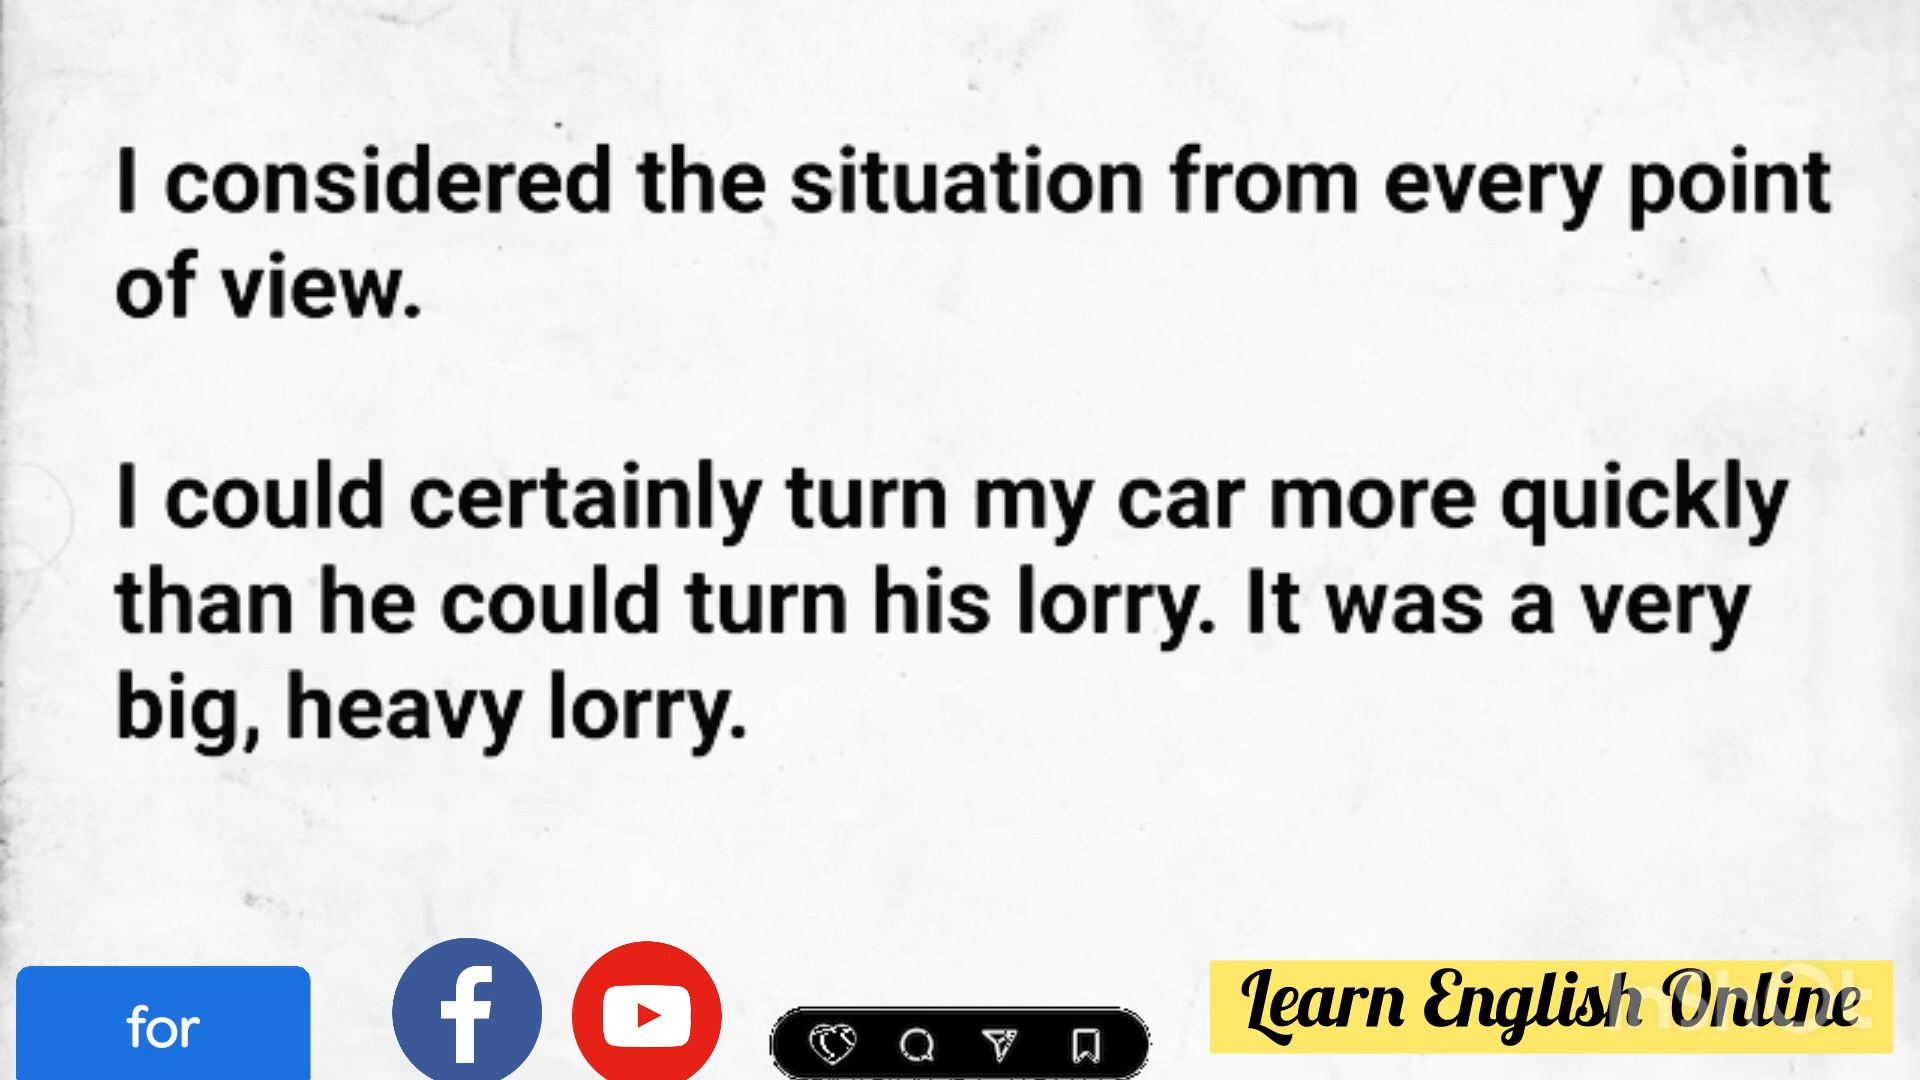 I considered the situation from every point
of view.
I could certainly turn my car more quickly
than he could turn his lorry. It was a very
big, heavy lorry.
for
Learn English Online
InShOt